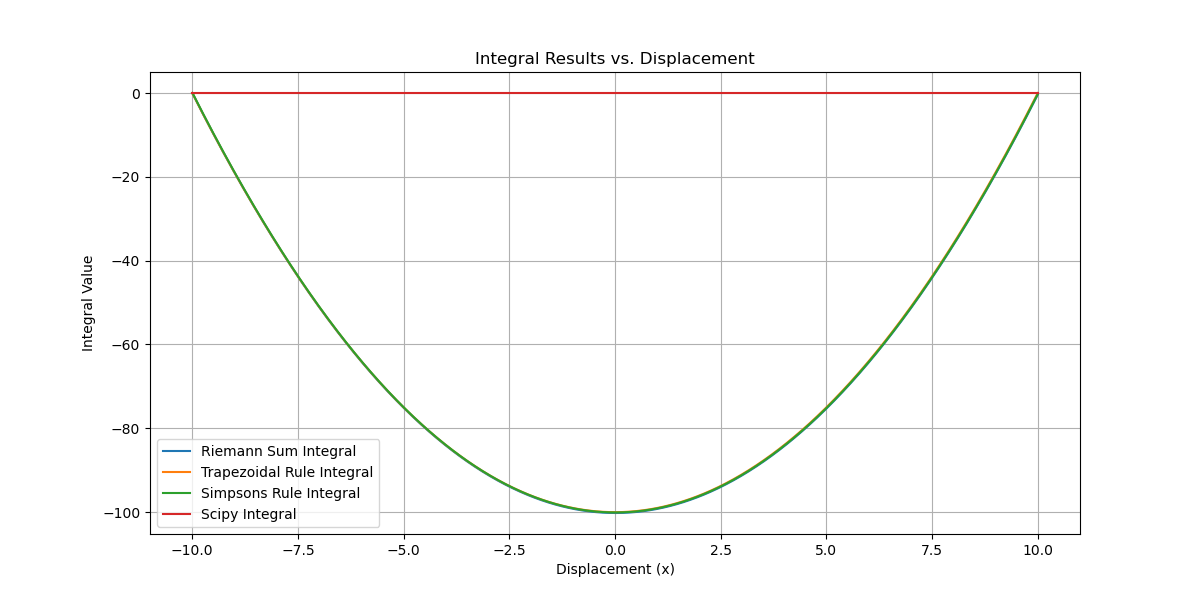 Integral Results vs. Displacement
Integral Value
0
−20
−40
−60
−80
−100
Riemann Sum Integral
Trapezoidal Rule Integral
Simpsons Rule Integral
Scipy Integral
−10.0 −7.5 −5.0 −2.5 0.0 2.5 5.0 7.5 10.0
Displacement (x)